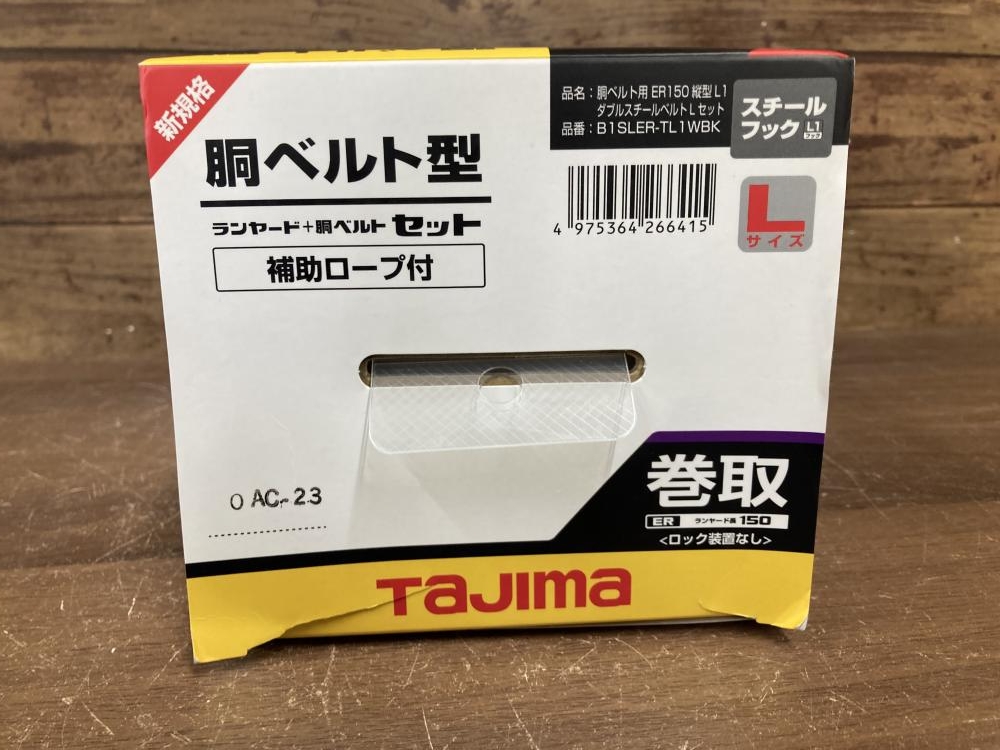 新規格
胴ベルト型
ランヤード+胴ベルト セット
補助ロープ付
品名：胴ベルト用 ER150 縦型 L1
ダブルスチールベルトL セット
品番：B1SLER-TL1WBK
スチール
フック L1
フック
4 975364 266415
L
サイズ
O AC-23
巻取
ER ランヤード長 150
<ロック装置なし>
TaJIma